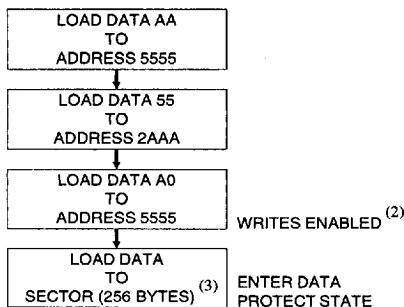 LOAD DATA AA
TO
ADDRESS 5555
LOAD DATA 55
TO
ADDRESS 2AAA
LOAD DATA A0
TO
ADDRESS 5555
WRITES ENABLED (2)
LOAD DATA
TO
SECTOR (256 BYTES) (3)
ENTER DATA
PROTECT STATE